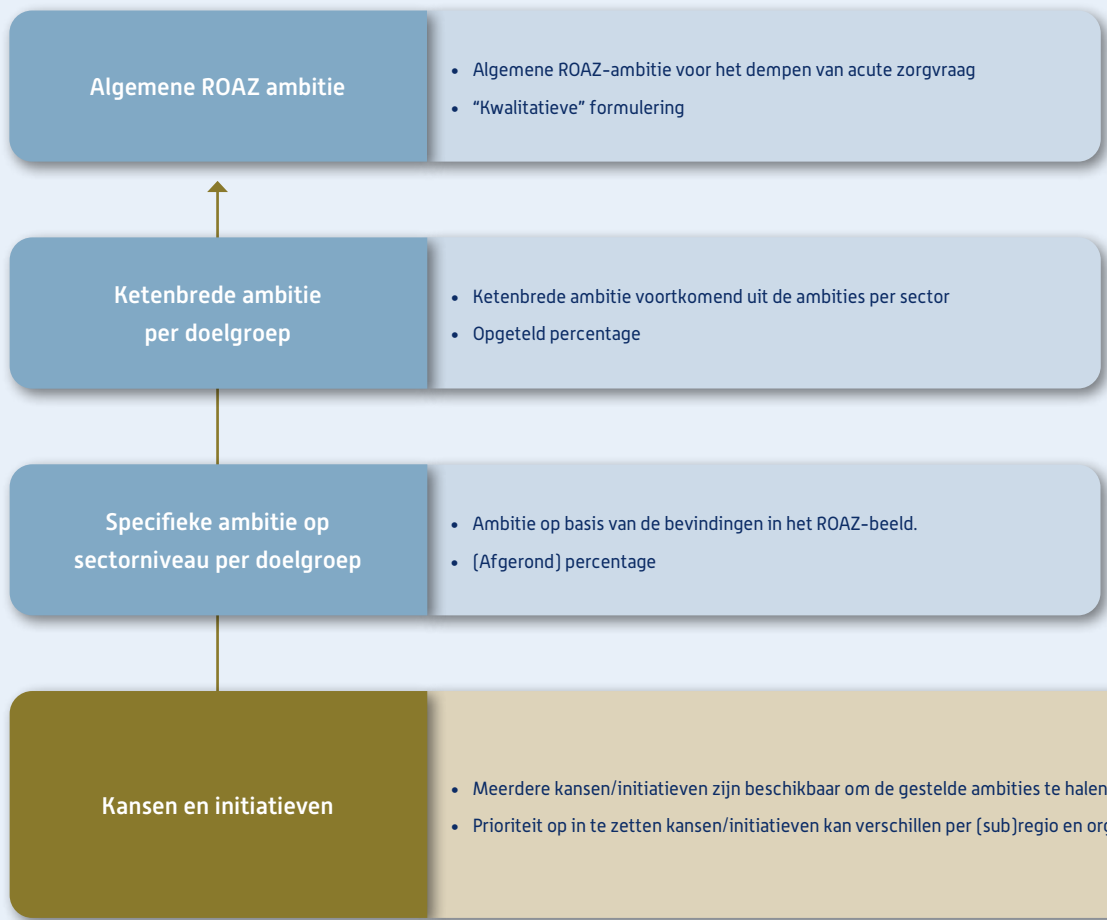 Algemene ROAZ ambitie
• Algemene ROAZ-ambitie voor het dempen van acute zorgvraag
• “Kwalitatieve” formulering
Ketenbrede ambitie
per doelgroep
• Ketenbrede ambitie voortkomend uit de ambities per sector
• Opgeteld percentage
Specifieke ambitie op
sectorniveau per doelgroep
• Ambitie op basis van de bevindingen in het ROAZ-beeld.
• (Afgerond) percentage
Kansen en initiatieven
• Meerdere kansen/initiatieven zijn beschikbaar om de gestelde ambities te halen
• Prioriteit op in te zetten kansen/initiatieven kan verschillen per (sub)regio en